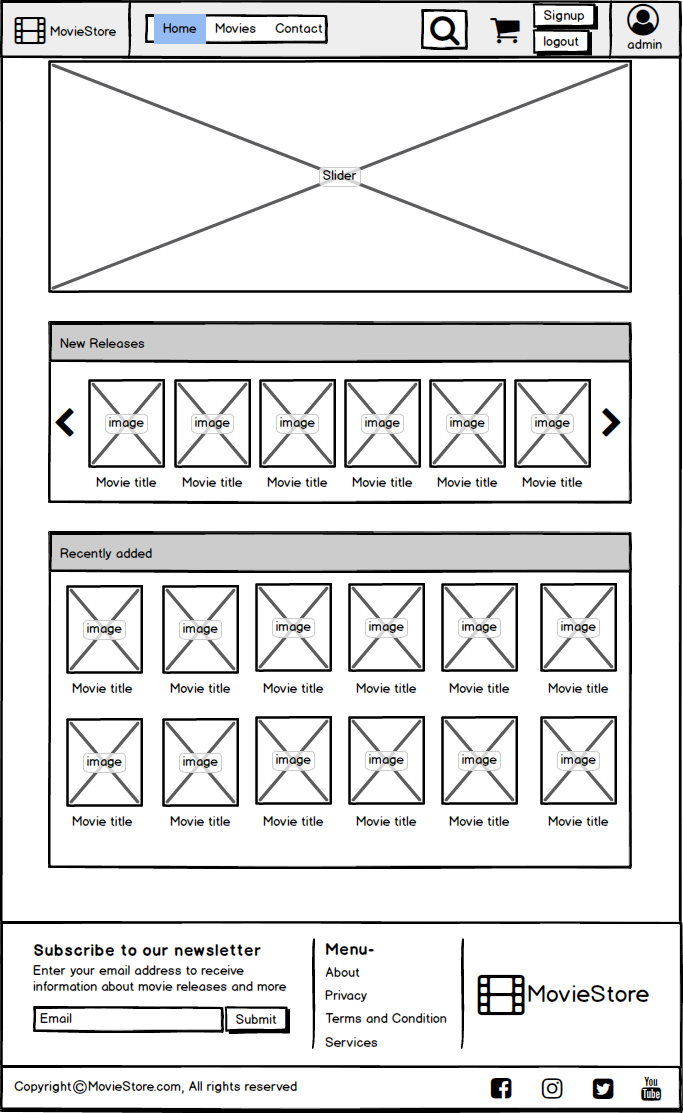 MovieStore
Home Movies Contact
Signup
logout
admin
Slider
New Releases
image image image image image image
Movie title Movie title Movie title Movie title Movie title Movie title
Recently added
image image image image image image
Movie title Movie title Movie title Movie title Movie title Movie title
image image image image image image
Movie title Movie title Movie title Movie title Movie title Movie title
Subscribe to our newsletter
Enter your email address to receive
information about movie releases and more
Email Submit
Menu-
About
Privacy
Terms and Condition
Services
MovieStore
Copyright©MovieStore.com, All rights reserved
You
Tube